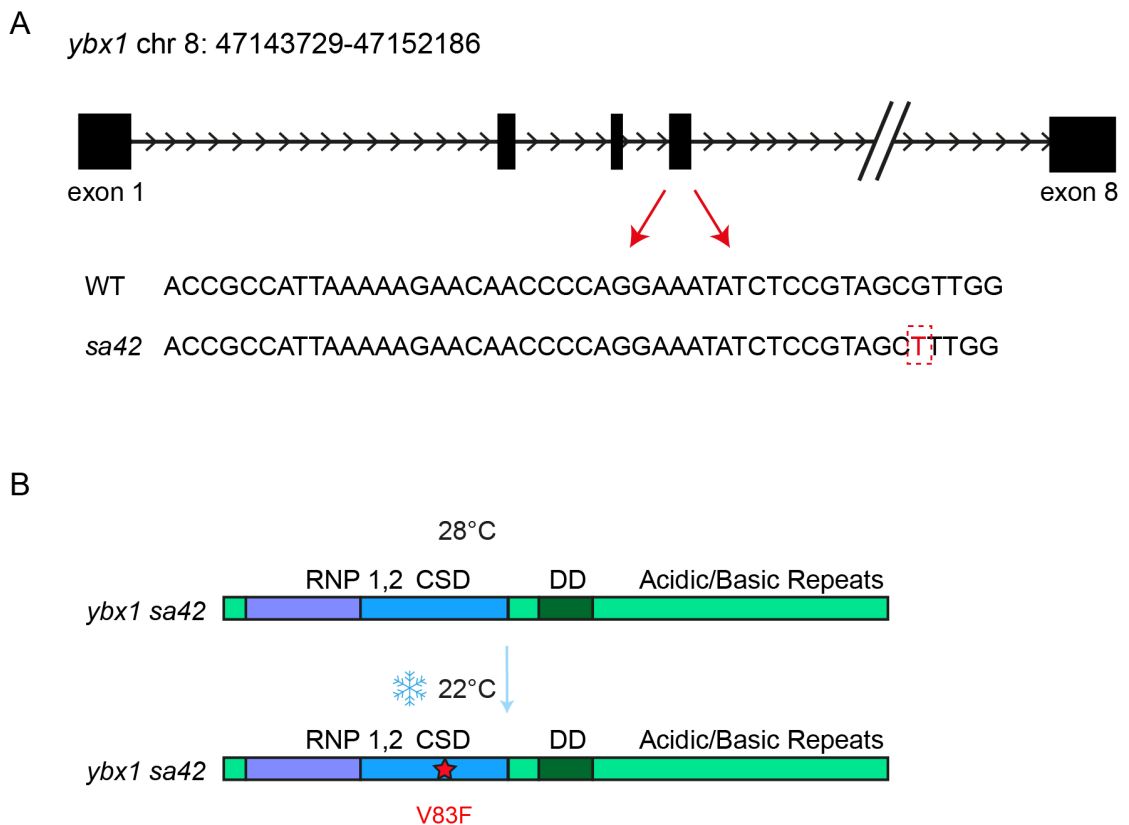 A
ybx1 chr 8: 47143729-47152186
exon 1
exon 8
WT ACCGCCATTAAAAAGAACAACCCCAGGAAATATCTCCGTAGCGTTGG
sa42 ACCGCCATTAAAAAGAACAACCCCAGGAAATATCTCCGTAGCTTTGG
B
28°C
RNP 1,2 CSD DD Acidic/Basic Repeats
ybx1 sa42
22°C
RNP 1,2 CSD DD Acidic/Basic Repeats
ybx1 sa42
V83F